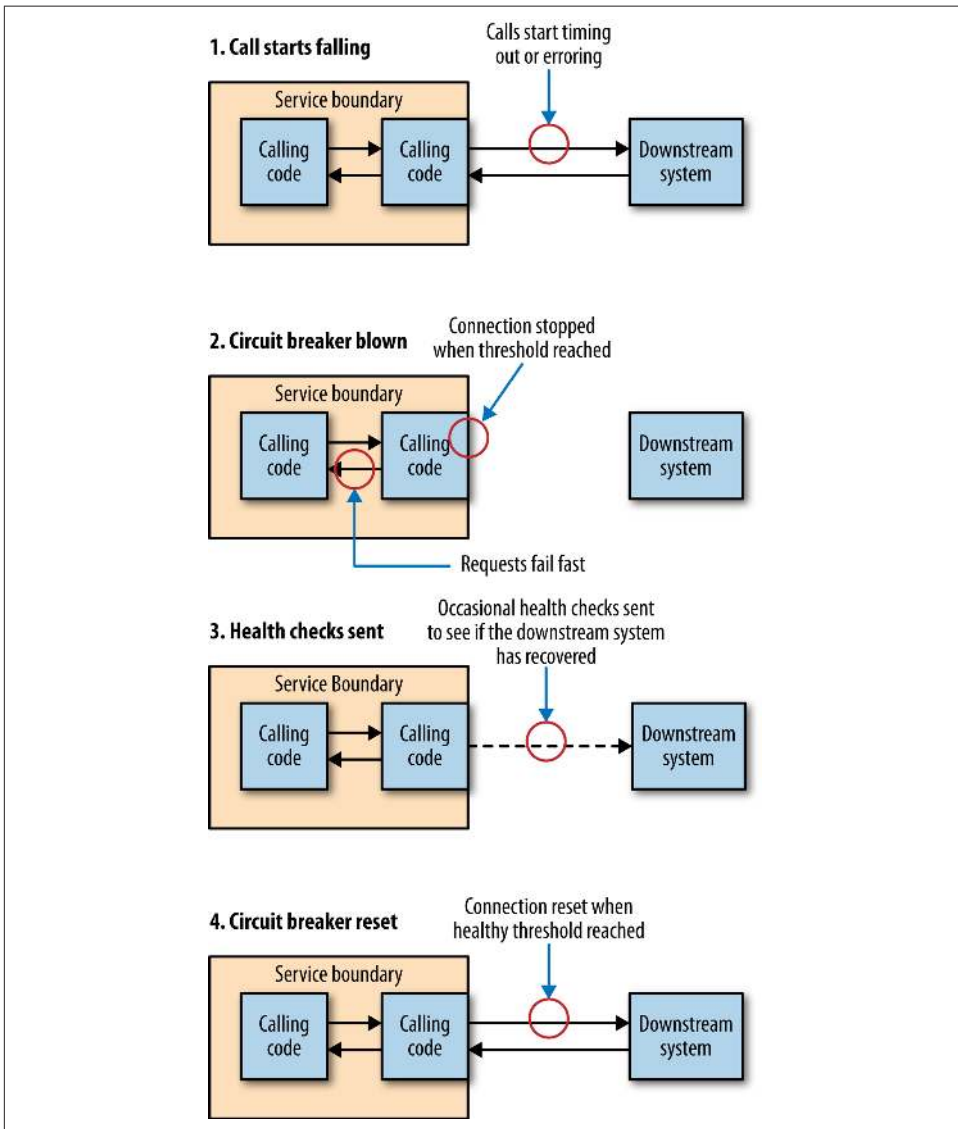 1. Call starts falling
Calls start timing
out or erroring
Service boundary
Calling
code
Calling
code
Downstream
system
2. Circuit breaker blown
Connection stopped
when threshold reached
Service boundary
Calling
code
Calling
code
Downstream
system
Requests fail fast
3. Health checks sent
Occasional health checks sent
to see if the downstream system
has recovered
Service Boundary
Calling
code
Calling
code
Downstream
system
4. Circuit breaker reset
Connection reset when
healthy threshold reached
Service boundary
Calling
code
Calling
code
Downstream
system